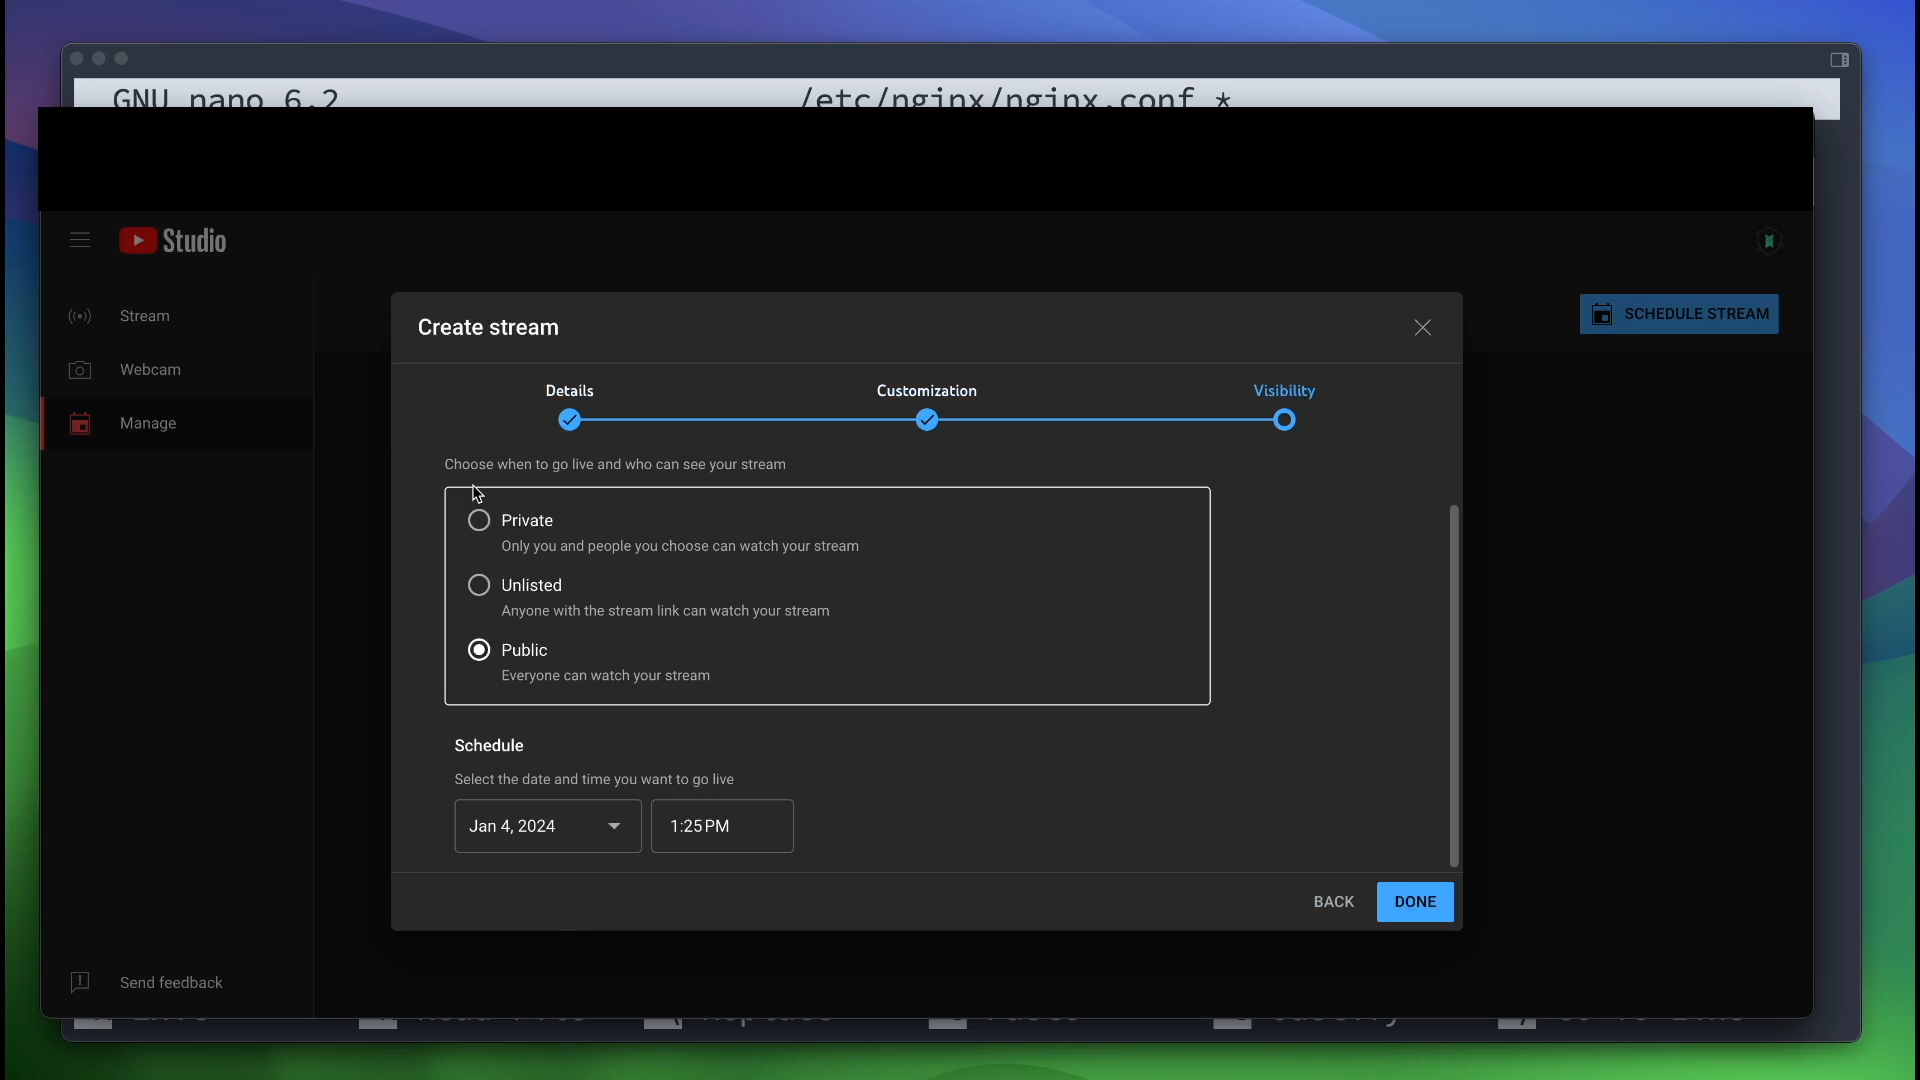 GNU nano 6.2 /etc/nginx/nginx.conf *
Studio
Stream
Webcam
Manage
Send feedback
SCHEDULE STREAM
Create stream
Details Customization Visibility
Choose when to go live and who can see your stream
Private
Only you and people you choose can watch your stream
Unlisted
Anyone with the stream link can watch your stream
Public
Everyone can watch your stream
Schedule
Select the date and time you want to go live
Jan 4, 2024 1:25 PM
BACK DONE